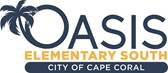 OASIS
ELEMENTARY SOUTH
CITY OF CAPE CORAL